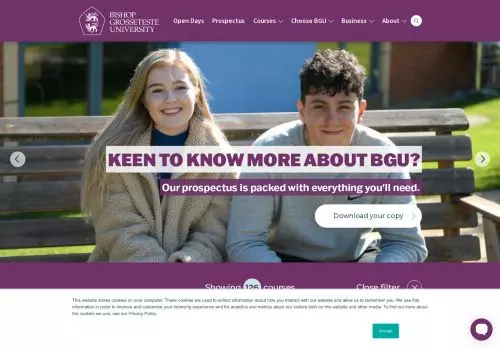 BISHOP
GROSSETESTE
UNIVERSITY
Open Days Prospectus Courses Choose BGU Business About
KEEN TO KNOW MORE ABOUT BGU?
Our prospectus is packed with everything you'll need.
Download your copy
Showing 126 courses Close filter
This website stores cookies on your computer. These cookies are used to collect information about how you interact with our website and allow us to remember you. We use this
information in order to improve and customize your browsing experience and for analytics and metrics about our visitors both on this website and other media. To find out more about
the cookies we use, see our Privacy Policy
Accept